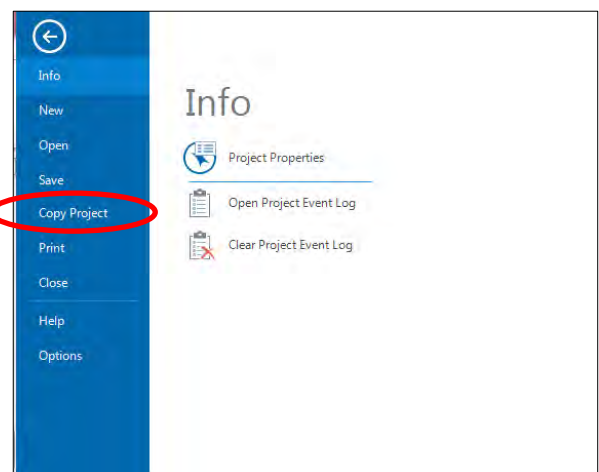 Info
New
Open
Save
Copy Project
Print
Close
Help
Options
Info
Project Properties
Open Project Event Log
Clear Project Event Log